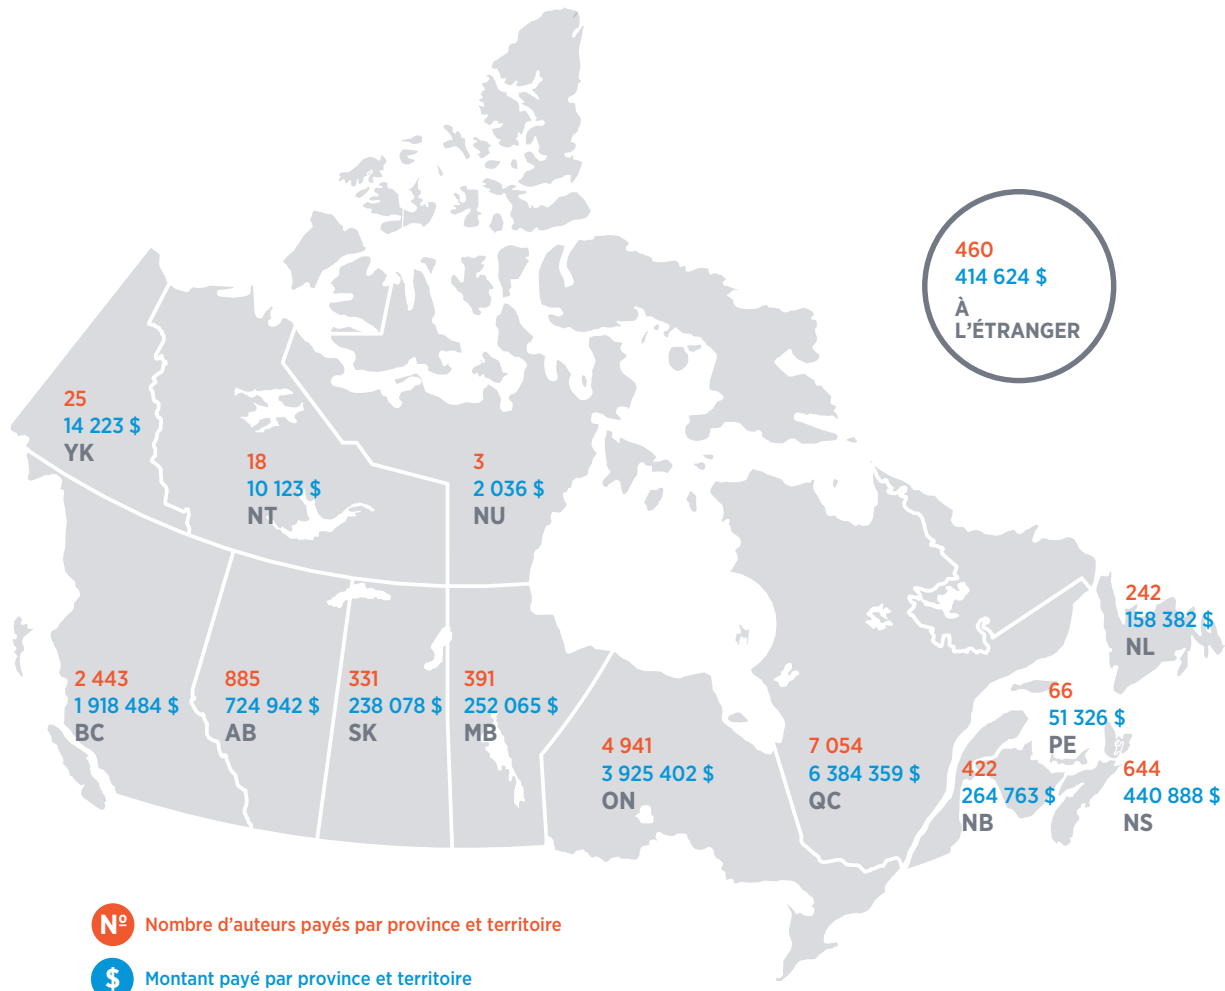 460
414 624 $
À
L'ÉTRANGER
25
14 223 $
YK
18
10 123 $
NT
3
2 036 $
NU
242
158 382 $
NL
2 443
1 918 484 $
BC
885
724 942 $
AB
331
238 078 $
SK
391
252 065 $
MB
4 941
3 925 402 $
ON
7 054
6 384 359 $
QC
66
51 326 $
PE
422
264 763 $
NB
644
440 888 $
NS
Nº Nombre d'auteurs payés par province et territoire
$ Montant payé par province et territoire